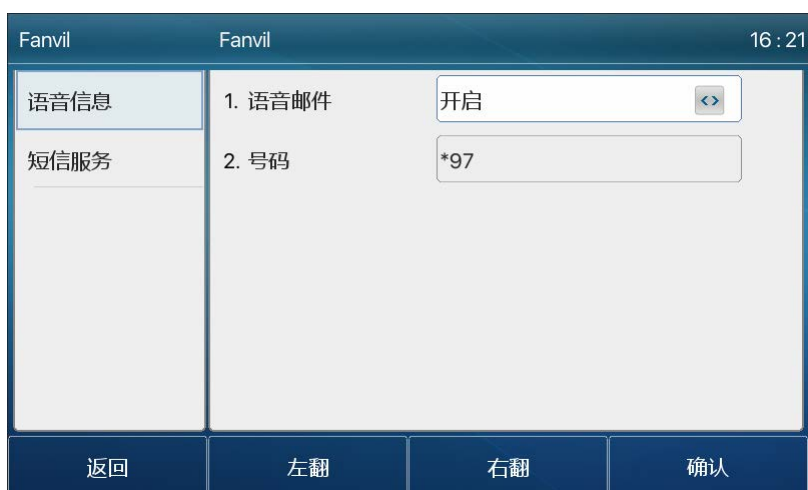 Fanvil Fanvil 16:21
语音信息 1. 语音邮件 开启
短信服务 2. 号码 *97
返回 左翻 右翻 确认